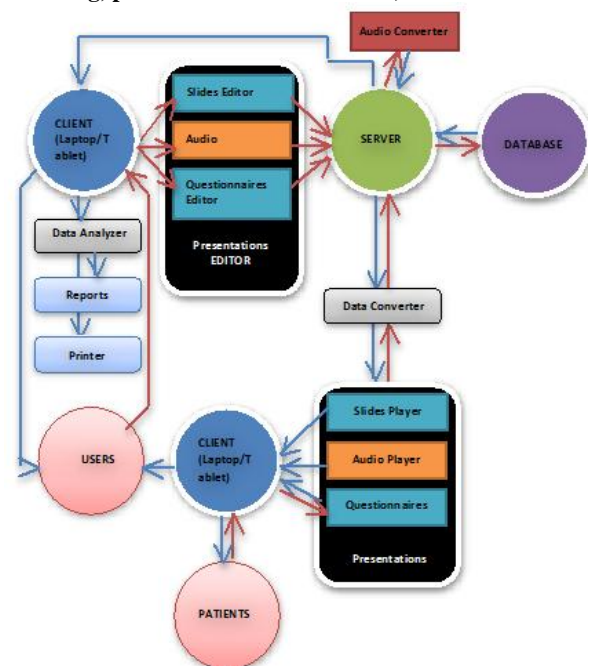 Audio Converter
CLIENT
(Laptop/T
ablet)
Slides Editor
Audio
Questionnaires
Editor
Presentations
EDITOR
SERVER
DATABASE
Data Analyzer
Reports
Printer
Data Converter
USERS
CLIENT
(Laptop/T
ablet)
Slides Player
Audio Player
Questionnaires
Presentations
PATIENTS